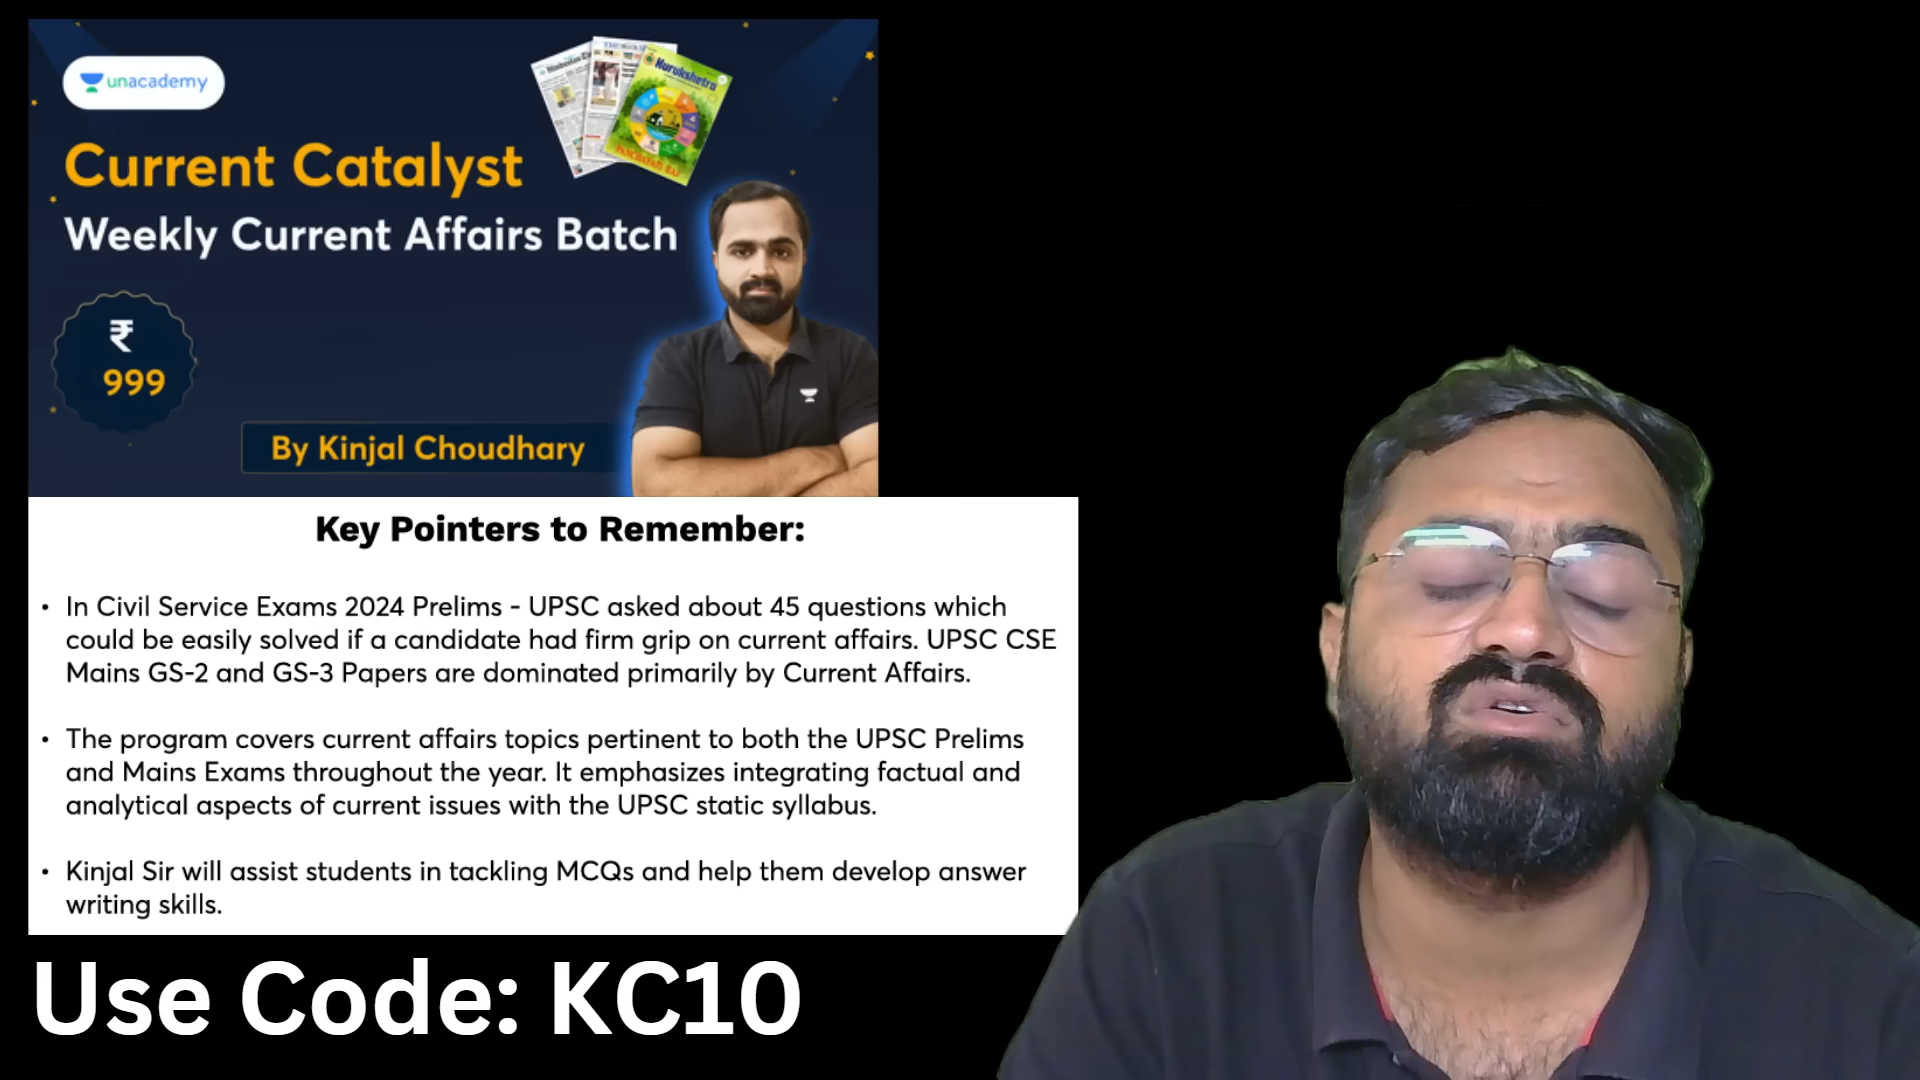 unacademy
Kurukshetra
PANCHAYATI RAJ
Current Catalyst
Weekly Current Affairs Batch
₹
999
By Kinjal Choudhary
Key Pointers to Remember:
• In Civil Service Exams 2024 Prelims - UPSC asked about 45 questions which
could be easily solved if a candidate had firm grip on current affairs. UPSC CSE
Mains GS-2 and GS-3 Papers are dominated primarily by Current Affairs.
• The program covers current affairs topics pertinent to both the UPSC Prelims
and Mains Exams throughout the year. It emphasizes integrating factual and
analytical aspects of current issues with the UPSC static syllabus.
• Kinjal Sir will assist students in tackling MCQs and help them develop answer
writing skills.
Use Code: KC10